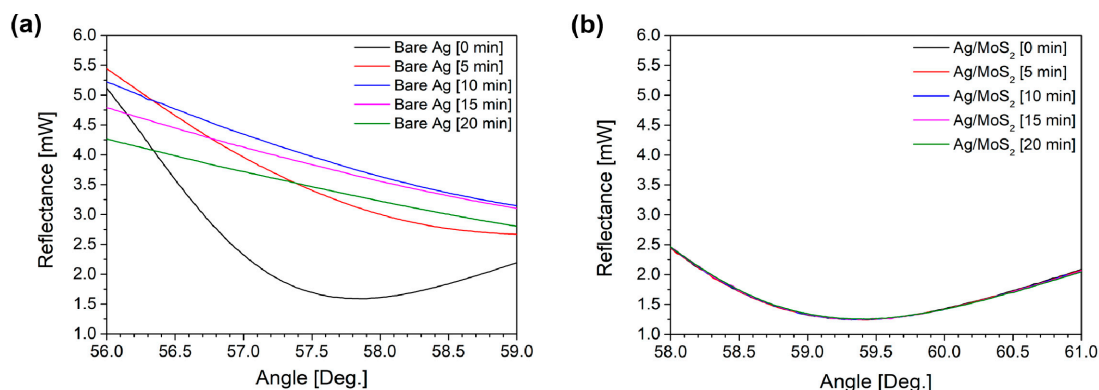 (a)
6.0
5.5
5.0
4.5
4.0
3.5
3.0
2.5
2.0
1.5
1.0
Reflectance [mW]
Bare Ag [0 min]
Bare Ag [5 min]
Bare Ag [10 min]
Bare Ag [15 min]
Bare Ag [20 min]
56.0 56.5 57.0 57.5 58.0 58.5 59.0
Angle [Deg.]
(b)
6.0
5.5
5.0
4.5
4.0
3.5
3.0
2.5
2.0
1.5
1.0
Reflectance [mW]
Ag/MoS₂ [0 min]
Ag/MoS₂ [5 min]
Ag/MoS₂ [10 min]
Ag/MoS₂ [15 min]
Ag/MoS₂ [20 min]
58.0 58.5 59.0 59.5 60.0 60.5 61.0
Angle [Deg.]